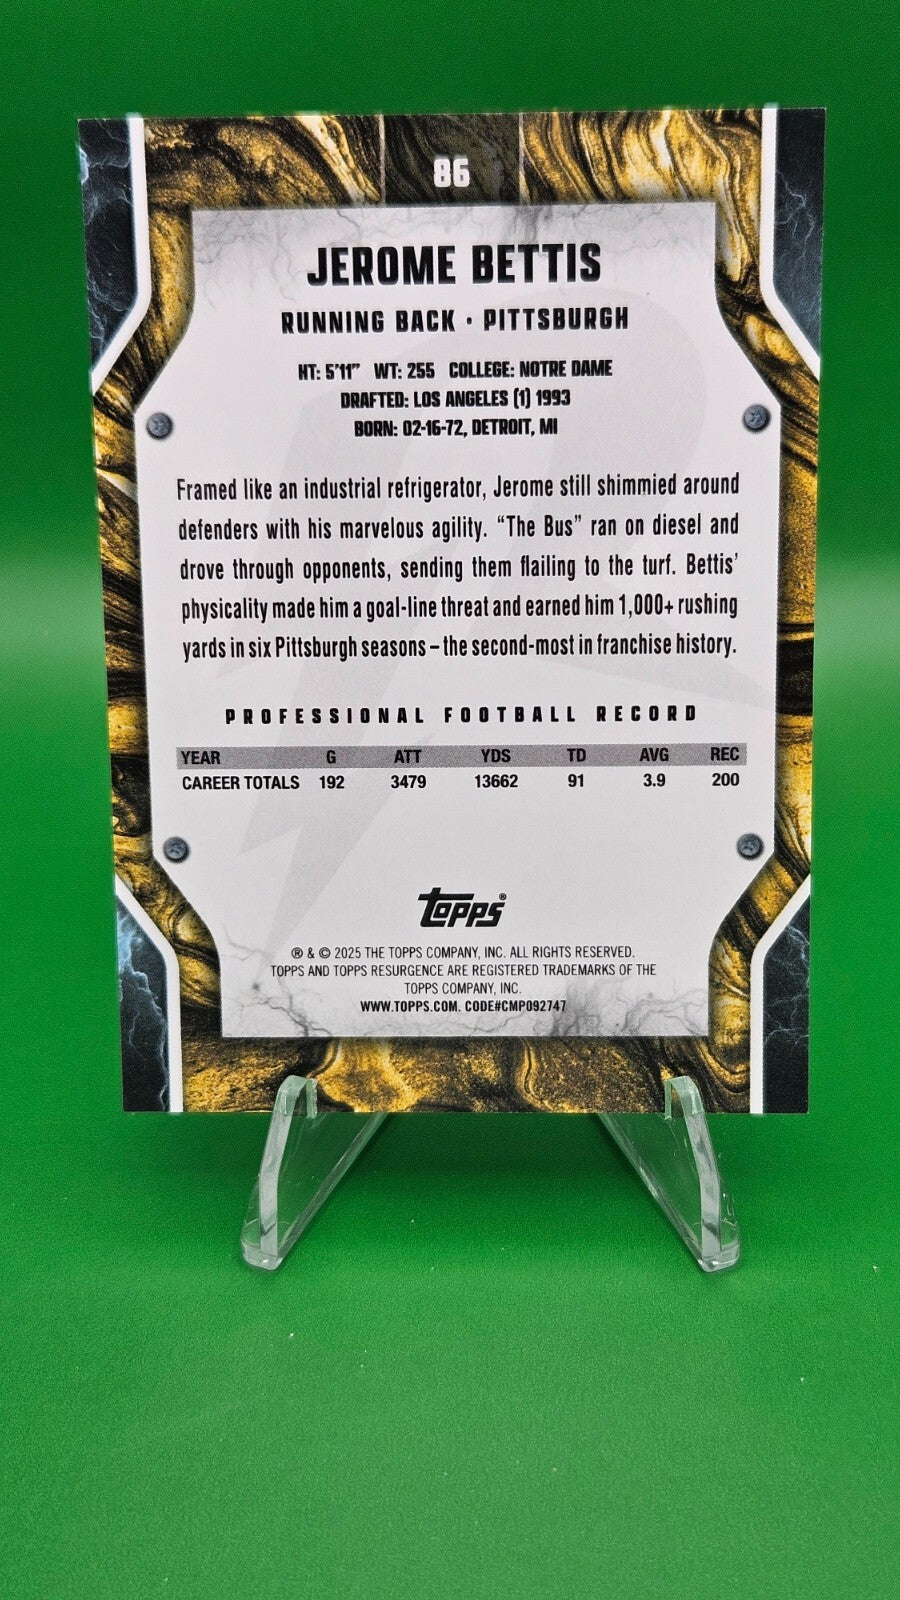 86
JEROME BETTIS
RUNNING BACK • PITTSBURGH
HT: 5'11" WT: 255 COLLEGE: NOTRE DAME
DRAFTED: LOS ANGELES (1) 1993
BORN: 02-16-72, DETROIT, MI
Framed like an industrial refrigerator, Jerome still shimmied around
defenders with his marvelous agility. “The Bus” ran on diesel and
drove through opponents, sending them flailing to the turf. Bettis’
physicality made him a goal-line threat and earned him 1,000+ rushing
yards in six Pittsburgh seasons – the second-most in franchise history.
PROFESSIONAL FOOTBALL RECORD
YEAR G ATT YDS TD AVG REC
CAREER TOTALS 192 3479 13662 91 3.9 200
topps®
® & © 2025 THE TOPPS COMPANY, INC. ALL RIGHTS RESERVED.
TOPPS AND TOPPS RESURGENCE ARE REGISTERED TRADEMARKS OF THE
TOPPS COMPANY, INC.
WWW.TOPPS.COM. CODE#CMP092747